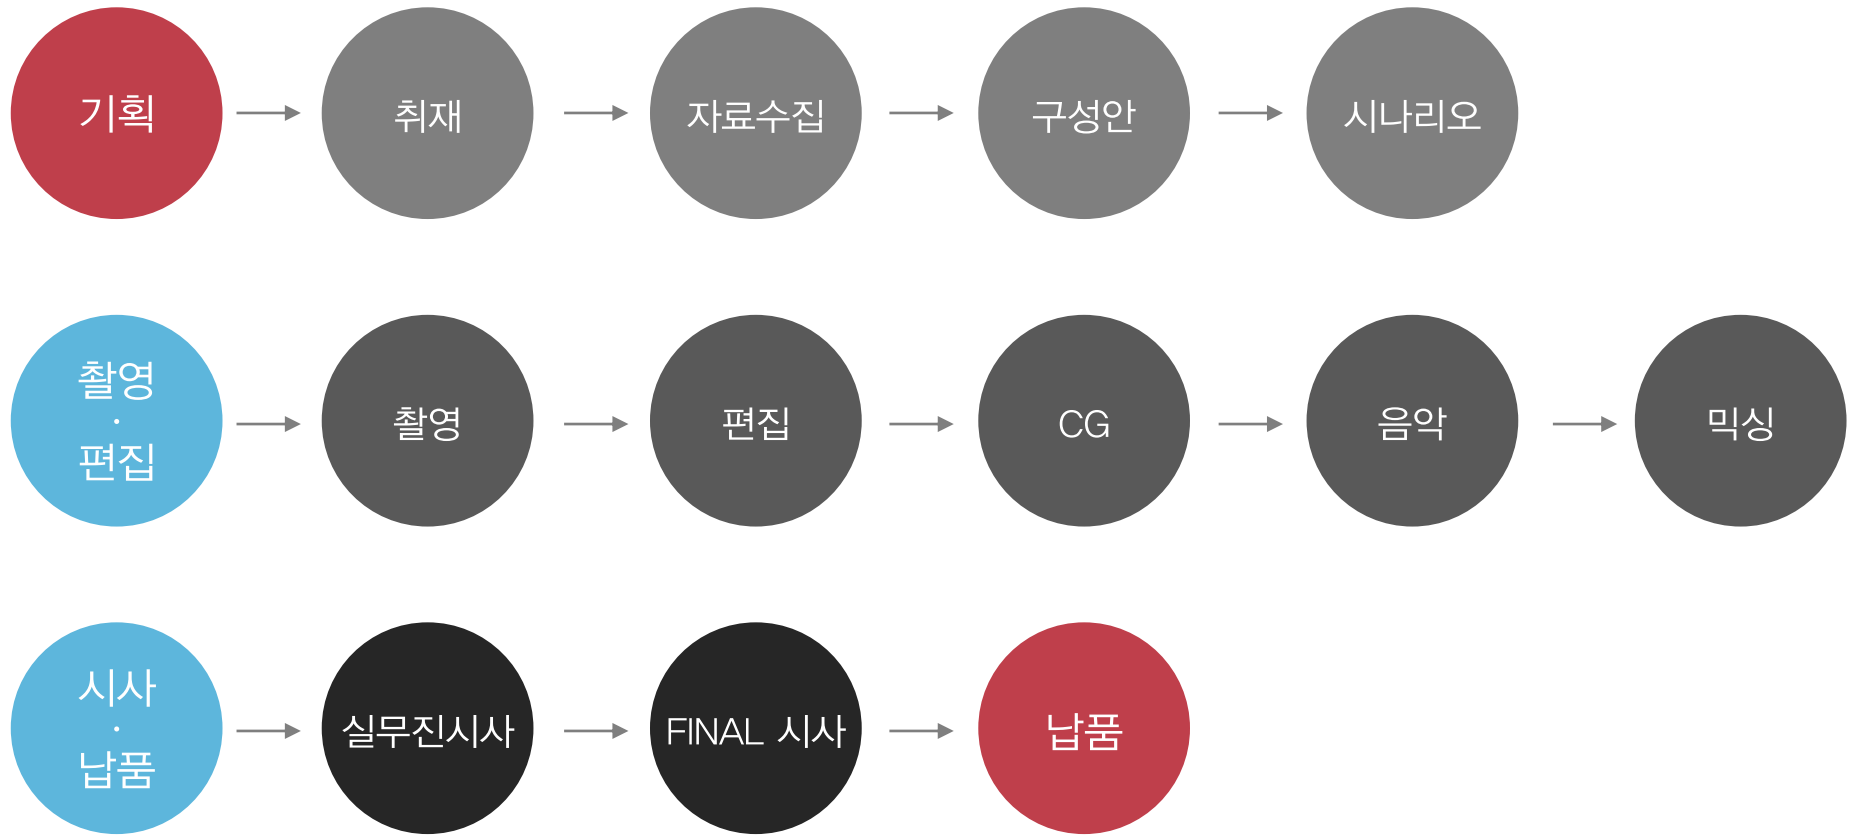 기획
취재
자료수집
구성안
시나리오
촬영
·
편집
촬영
편집
CG
음악
믹싱
시사
·
납품
실무진시사
FINAL 시사
납품